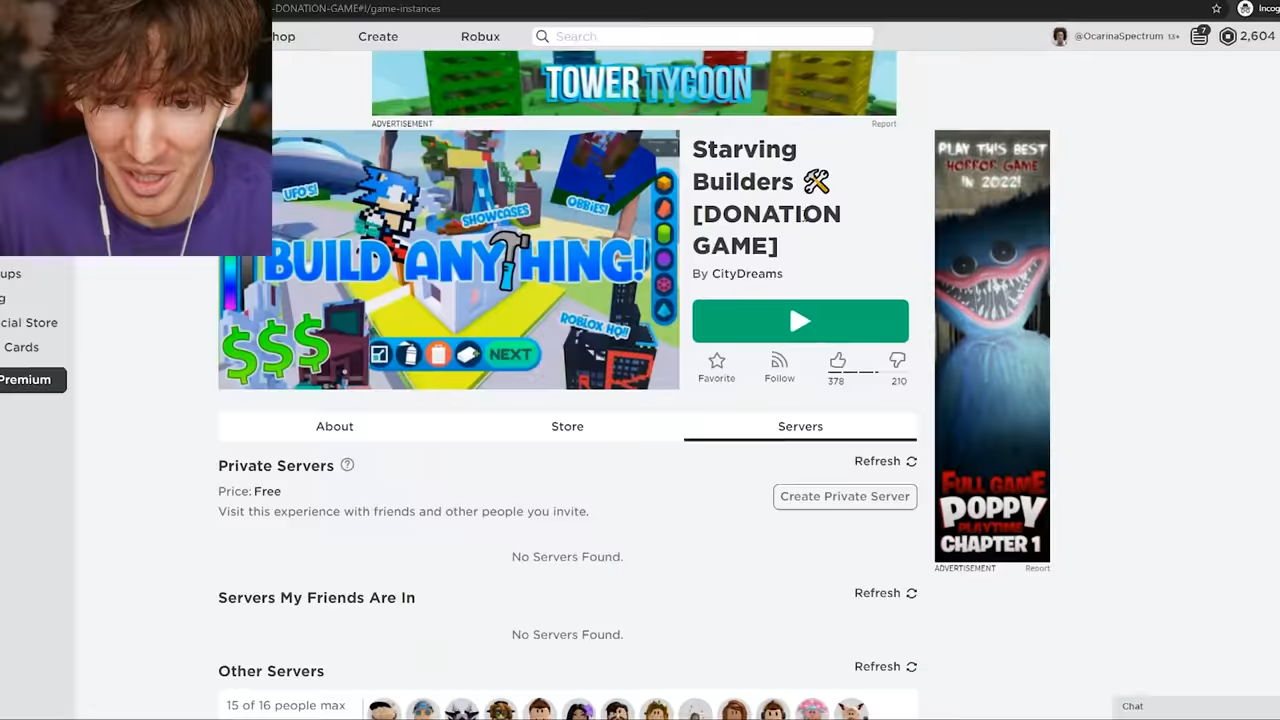 -DONATION-GAME#!/game-instances
Inco
hop
Create
Robux
Search
@OcarinaSpectrum 13+
2,604
TOWER TYCOON
ADVERTISEMENT
Report
UFO'S!
SHOWCASES
OBBIES!
BUILD ANYTHING!
ROBLOX HQ!!
$$$
NEXT
Starving
Builders
[DONATION
GAME]
By CityDreams
Favorite
Follow
378
210
PLAY THIS BEST
HORROR GAME
IN 2022!
FULL GAME
POPPY
PLAYTIME
CHAPTER 1
ADVERTISEMENT
Report
ups
g
cial Store
Cards
Premium
About
Store
Servers
Private Servers
Refresh
Price: Free
Create Private Server
Visit this experience with friends and other people you invite.
No Servers Found.
Servers My Friends Are In
Refresh
No Servers Found.
Other Servers
Refresh
15 of 16 people max
Chat